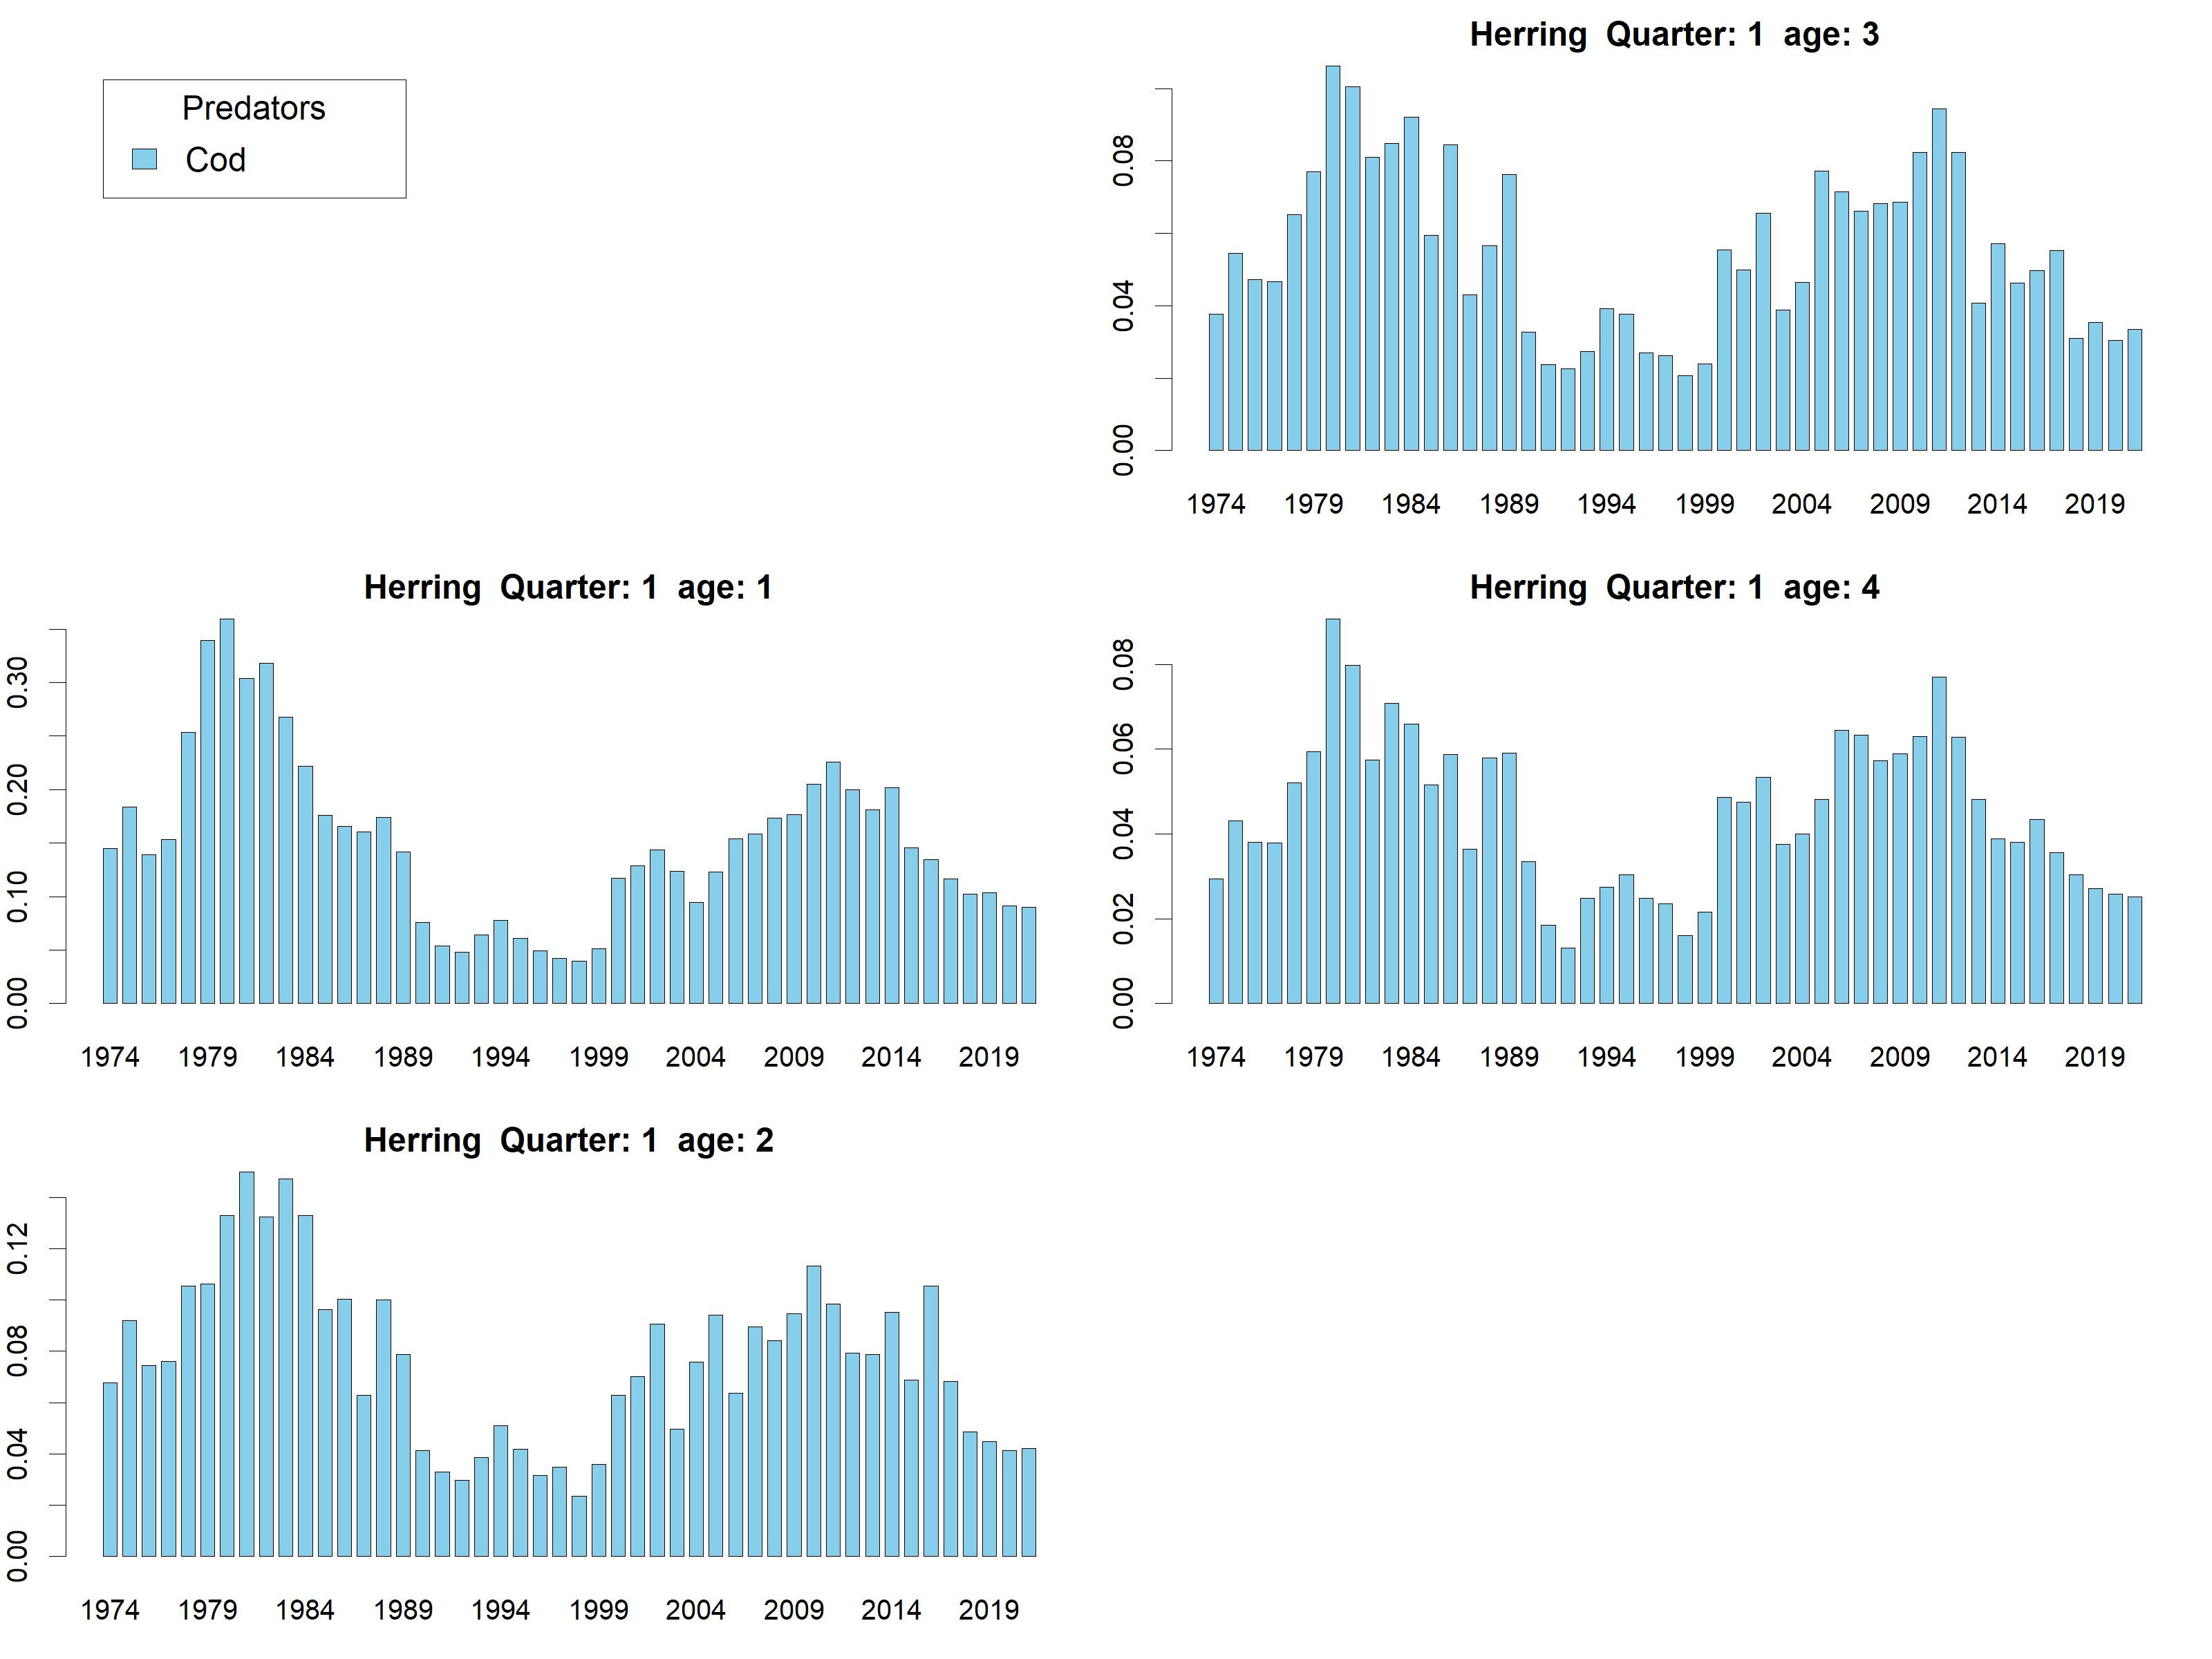 Predators
Cod
Herring  Quarter: 1  age: 1
0.00 0.10 0.20 0.30
1974 1979 1984 1989 1994 1999 2004 2009 2014 2019
Herring  Quarter: 1  age: 2
0.00 0.04 0.08 0.12
1974 1979 1984 1989 1994 1999 2004 2009 2014 2019
Herring  Quarter: 1  age: 3
0.00 0.04 0.08
1974 1979 1984 1989 1994 1999 2004 2009 2014 2019
Herring  Quarter: 1  age: 4
0.00 0.02 0.04 0.06 0.08
1974 1979 1984 1989 1994 1999 2004 2009 2014 2019